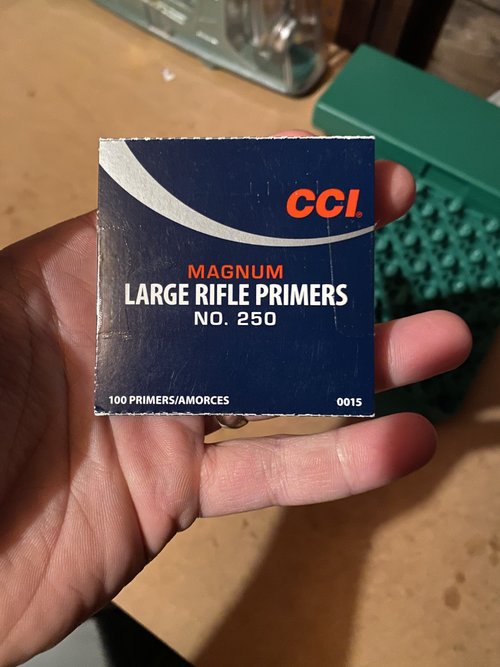 CCI®
MAGNUM
LARGE RIFLE PRIMERS
NO. 250
100 PRIMERS/AMORCES
0015